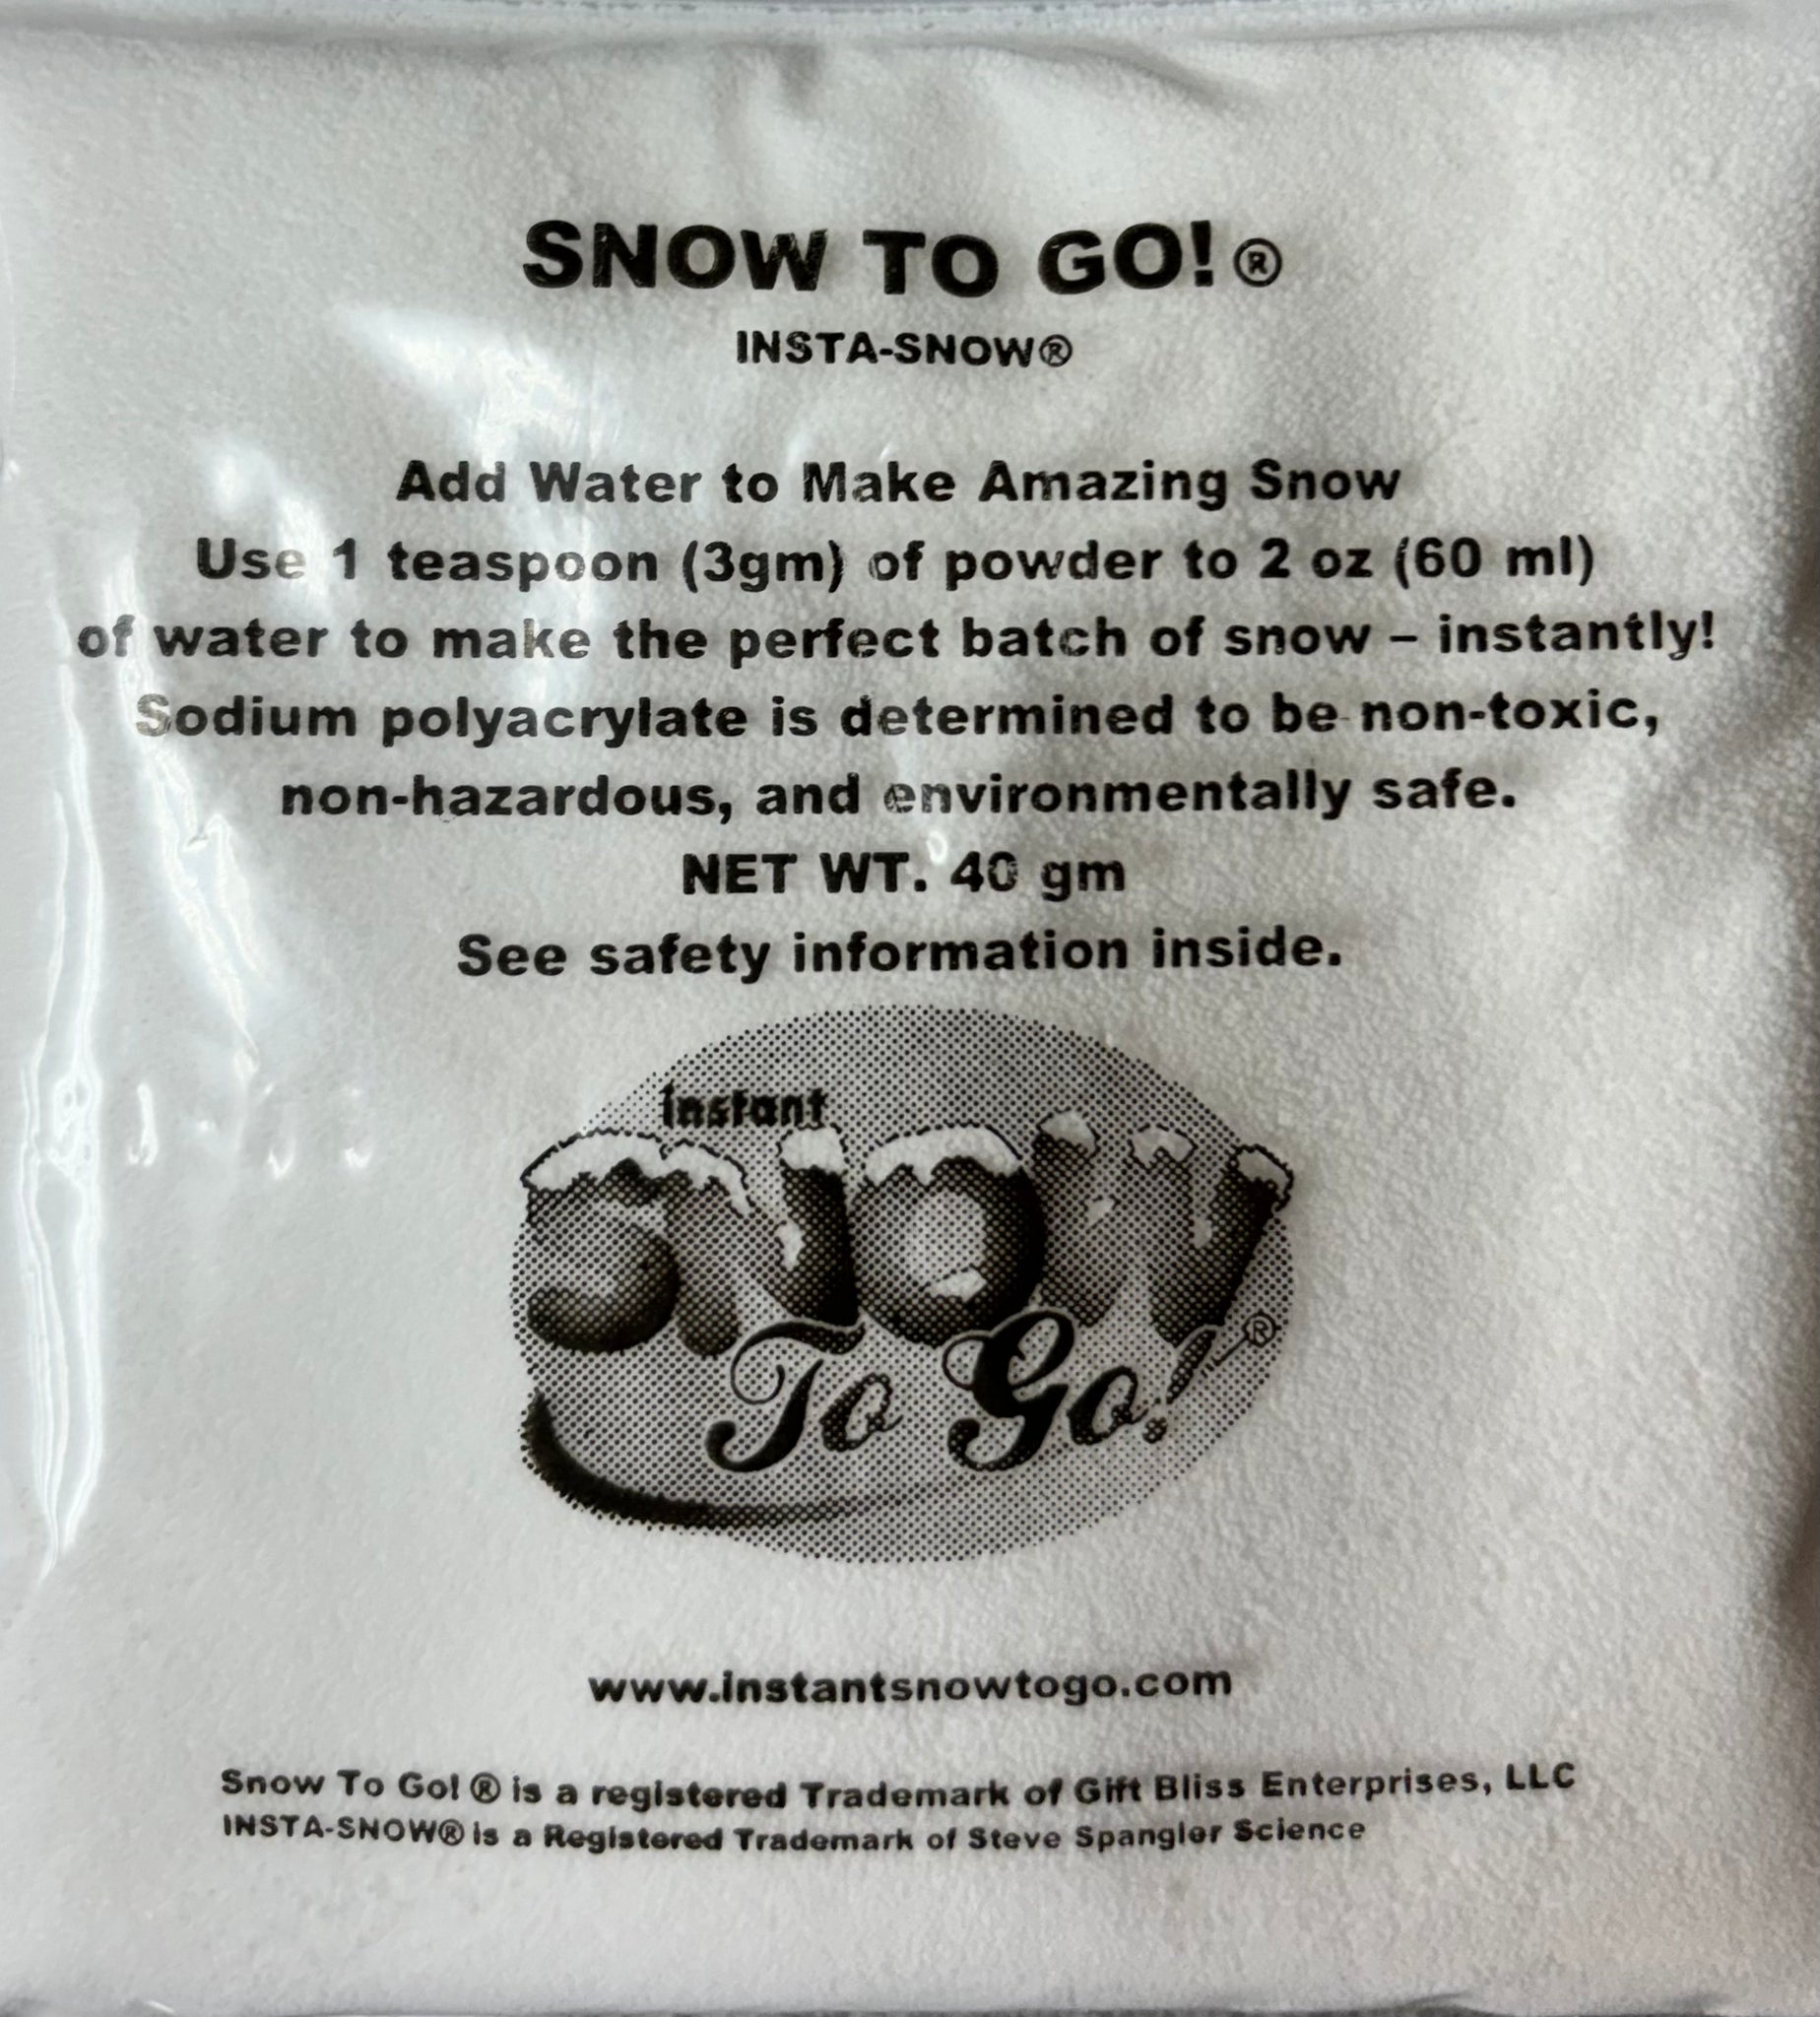 SNOW TO GO!®
INSTA-SNOW®
Add Water to Make Amazing Snow
Use 1 teaspoon (3gm) of powder to 2 oz (60 ml)
of water to make the perfect batch of snow – instantly!
Sodium polyacrylate is determined to be non-toxic,
non-hazardous, and environmentally safe.
NET WT. 40 gm
See safety information inside.
Instant
SNOW
To Go!®
www.instantsnowtogo.com
Snow To Go! ® is a registered Trademark of Gift Bliss Enterprises, LLC
INSTA-SNOW® is a Registered Trademark of Steve Spangler Science